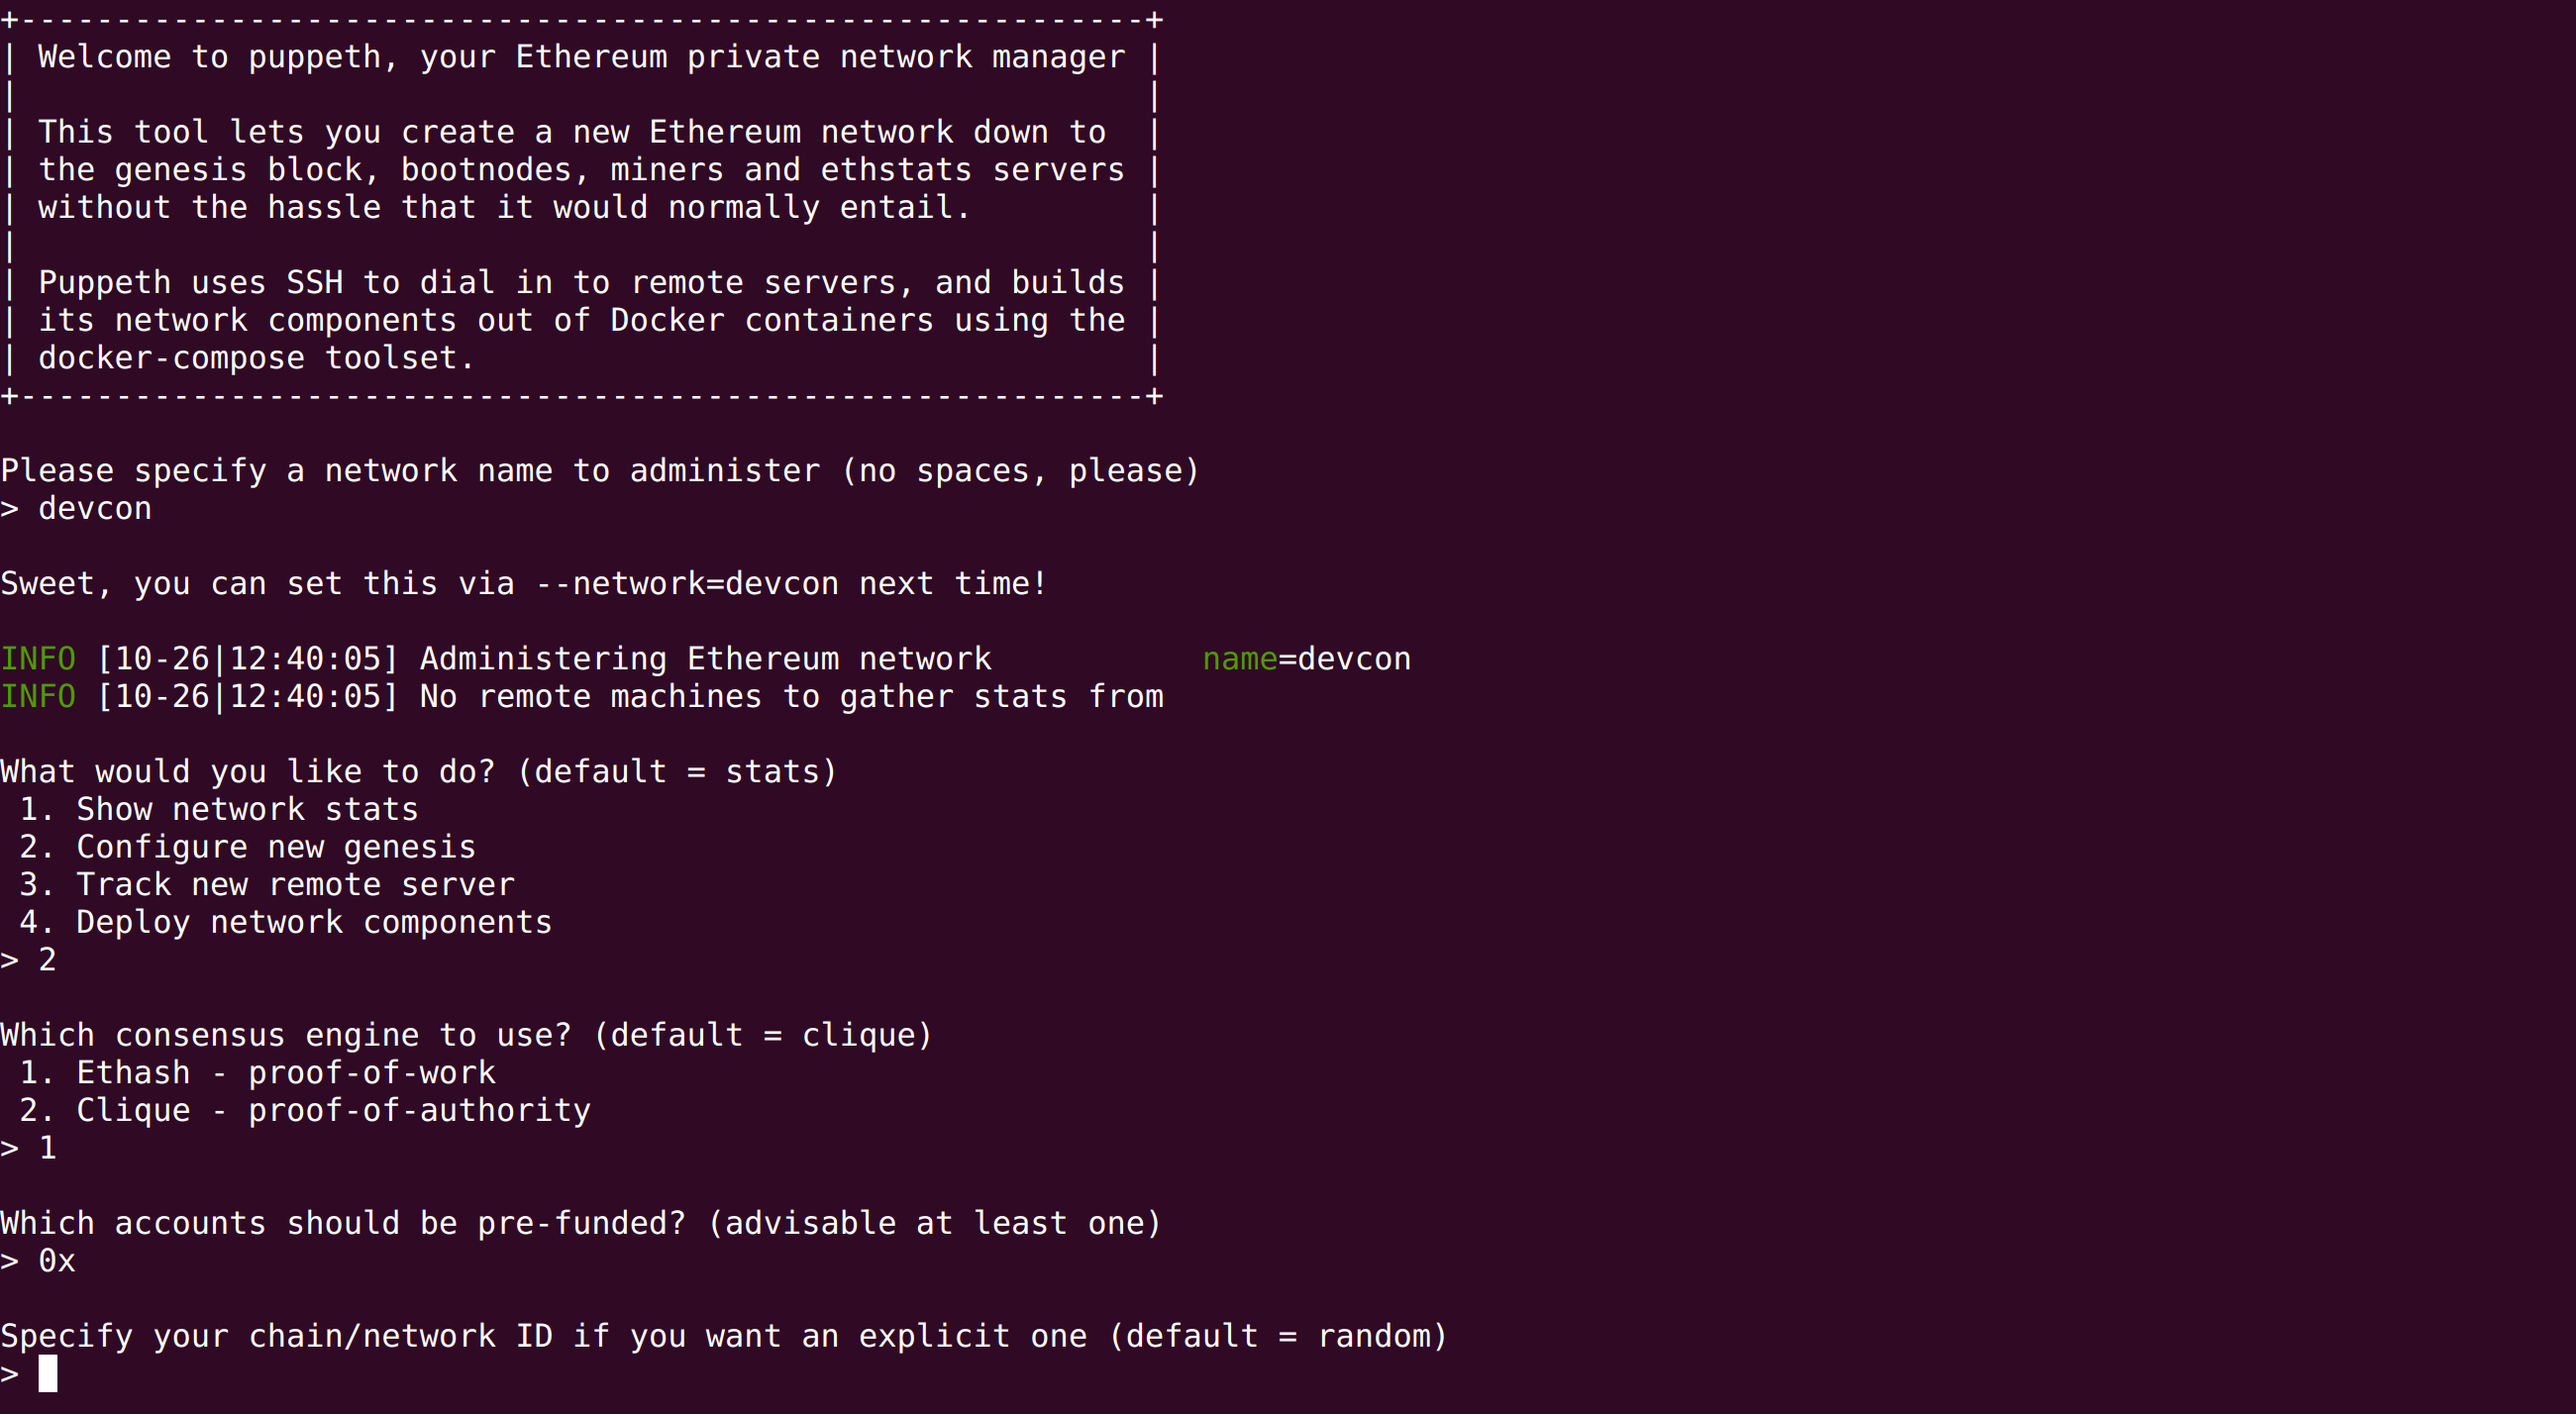 +-----------------------------------------------------------+
| Welcome to puppeth, your Ethereum private network manager |
|                                                           |
| This tool lets you create a new Ethereum network down to  |
| the genesis block, bootnodes, miners and ethstats servers |
| without the hassle that it would normally entail.         |
|                                                           |
| Puppeth uses SSH to dial in to remote servers, and builds |
| its network components out of Docker containers using the |
| docker-compose toolset.                                   |
+-----------------------------------------------------------+
Please specify a network name to administer (no spaces, please)
> devcon
Sweet, you can set this via --network=devcon next time!
INFO [10-26|12:40:05] Administering Ethereum network           name=devcon
INFO [10-26|12:40:05] No remote machines to gather stats from
What would you like to do? (default = stats)
 1. Show network stats
 2. Configure new genesis
 3. Track new remote server
 4. Deploy network components
> 2
Which consensus engine to use? (default = clique)
 1. Ethash - proof-of-work
 2. Clique - proof-of-authority
> 1
Which accounts should be pre-funded? (advisable at least one)
> 0x
Specify your chain/network ID if you want an explicit one (default = random)
>